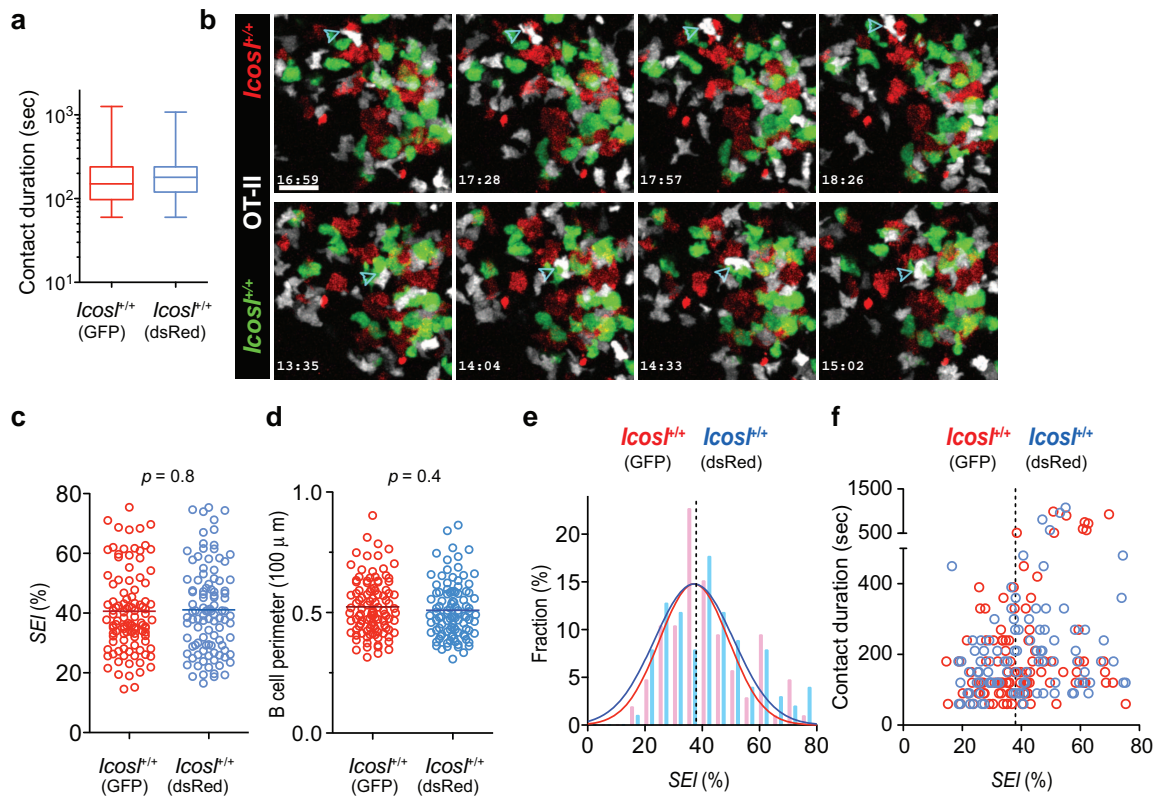 a
Contact duration (sec)
10³
10²
10¹
Icosl+/+
(GFP)
Icosl+/+
(dsRed)
b
OT-II
Icosl+/+
Icosl+/+
16:59
17:28
17:57
18:26
13:35
14:04
14:33
15:02
c
p = 0.8
SEI (%)
80
60
40
20
0
Icosl+/+
(GFP)
Icosl+/+
(dsRed)
d
p = 0.4
B cell perimeter (100 μ m)
1.0
0.5
0.0
Icosl+/+
(GFP)
Icosl+/+
(dsRed)
e
Icosl+/+
(GFP)
Icosl+/+
(dsRed)
Fraction (%)
20
15
10
5
0
0 20 40 60 80
SEI (%)
f
Icosl+/+
(GFP)
Icosl+/+
(dsRed)
Contact duration (sec)
1500
500
400
200
0
0 20 40 60 80
SEI (%)